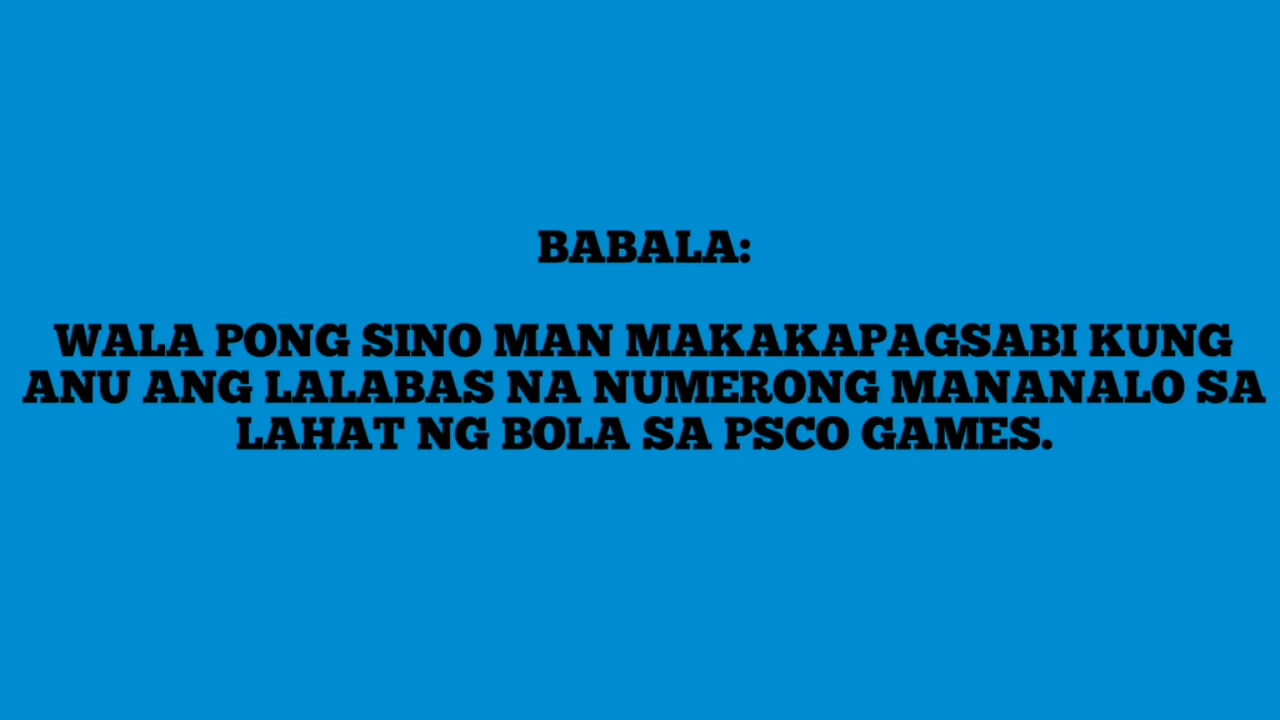 BABALA:
WALA PONG SINO MAN MAKAKAPAGSABI KUNG
ANU ANG LALABAS NA NUMERONG MANANALO SA
LAHAT NG BOLA SA PSCO GAMES.